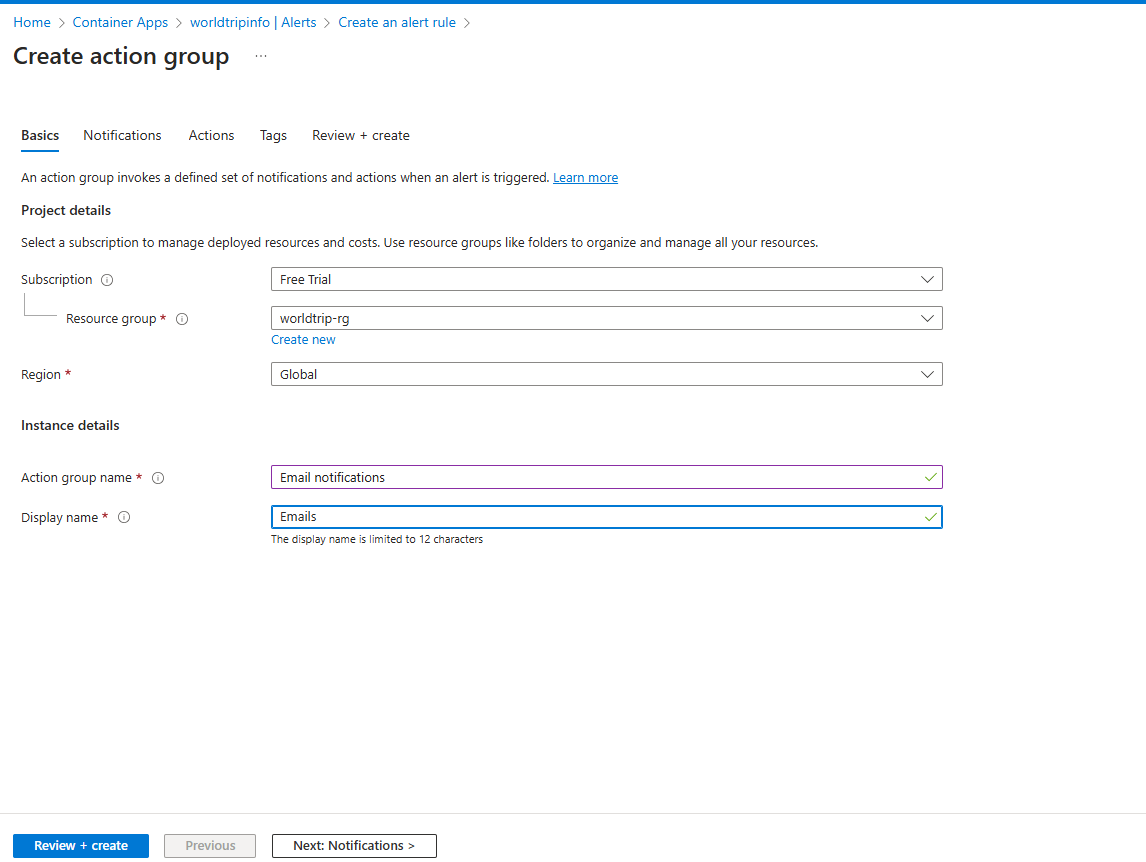 Home > Container Apps > worldtripinfo | Alerts > Create an alert rule >
Create action group ...
Basics Notifications Actions Tags Review + create
An action group invokes a defined set of notifications and actions when an alert is triggered. Learn more
Project details
Select a subscription to manage deployed resources and costs. Use resource groups like folders to organize and manage all your resources.
Subscription Free Trial
Resource group * worldtrip-rg
Create new
Region * Global
Instance details
Action group name * Email notifications
Display name * Emails
The display name is limited to 12 characters
Review + create Previous Next: Notifications >